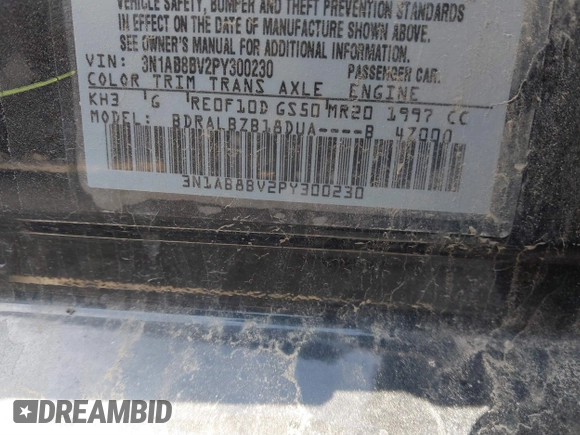 VEHICLE SAFETY, BUMPER AND THEFT PREVENTION STANDARDS
IN EFFECT ON THE DATE OF MANUFACTURE SHOWN ABOVE.
SEE OWNER'S MANUAL FOR ADDITIONAL INFORMATION.
VIN: 3N1AB8BV2PY300230 PASSENGER CAR.
COLOR TRIM TRANS AXLE ENGINE
KH3 G RE0F10D GS50 MR20 1997 CC
MODEL: BDRALBZB18DUA----B 47000
3N1AB8BV2PY300230
DREAMBID